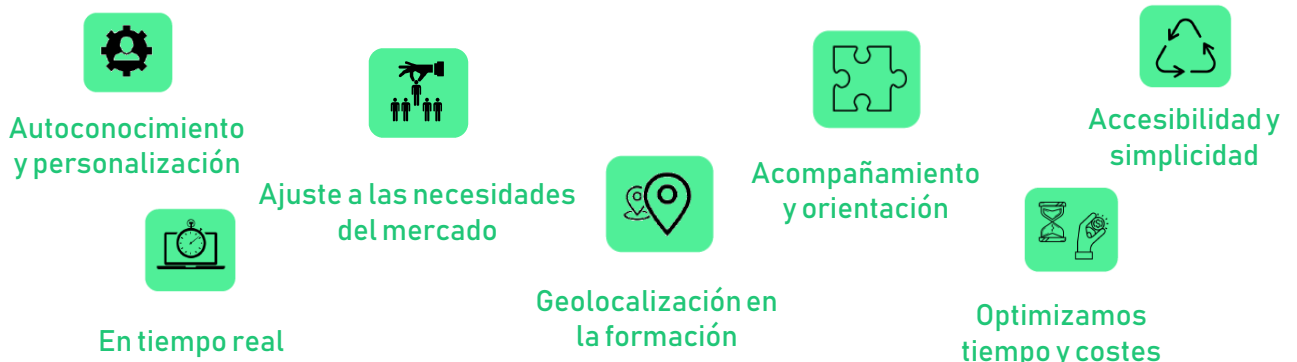 Autoconocimiento
y personalización
En tiempo real
Ajuste a las necesidades
del mercado
Geolocalización en
la formación
Acompañamiento
y orientación
Accesibilidad y
simplicidad
Optimizamos
tiempo y costes